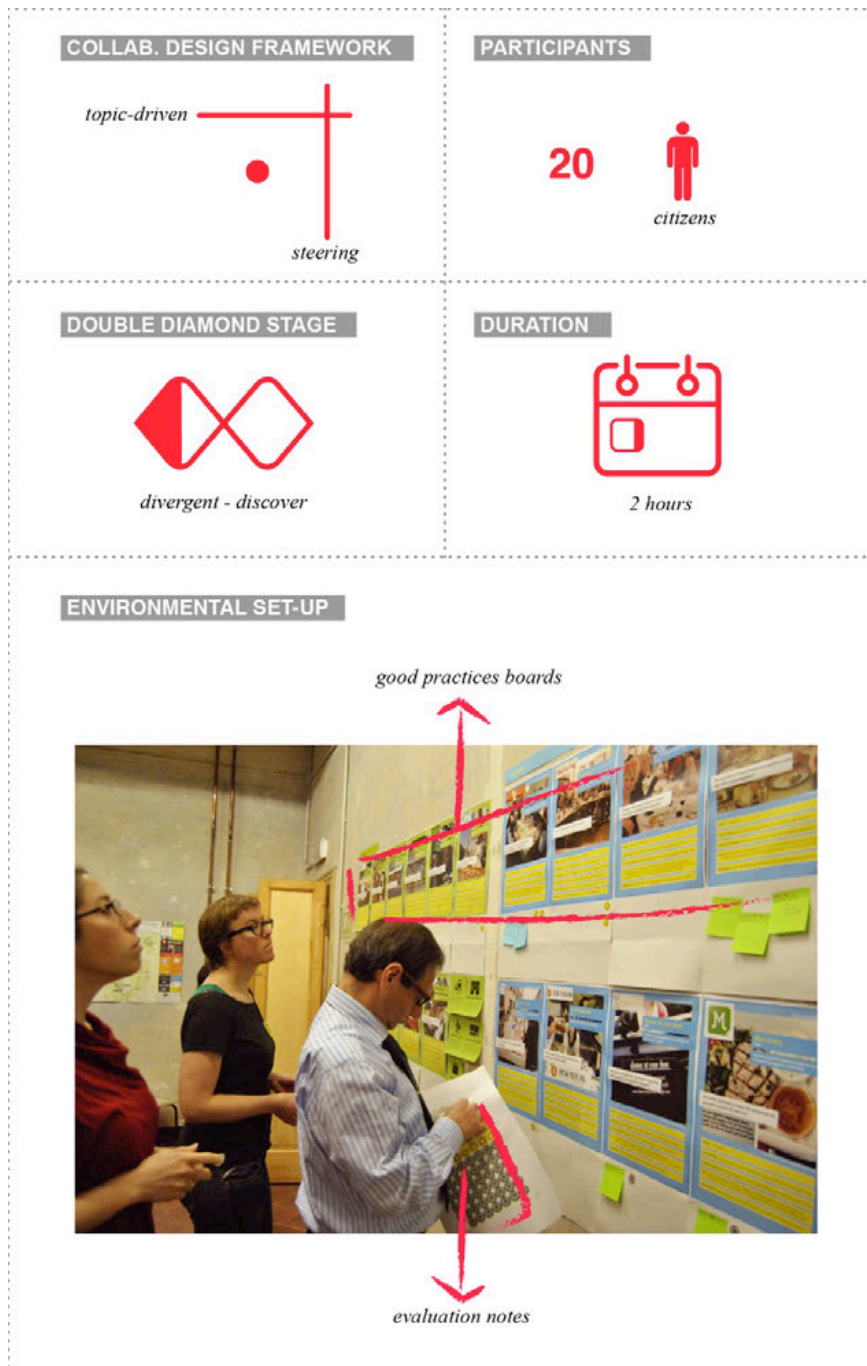 COLLAB. DESIGN FRAMEWORK
PARTICIPANTS
topic-driven
20
citizens
steering
DOUBLE DIAMOND STAGE
DURATION
divergent - discover
2 hours
ENVIRONMENTAL SET-UP
good practices boards
M
evaluation notes